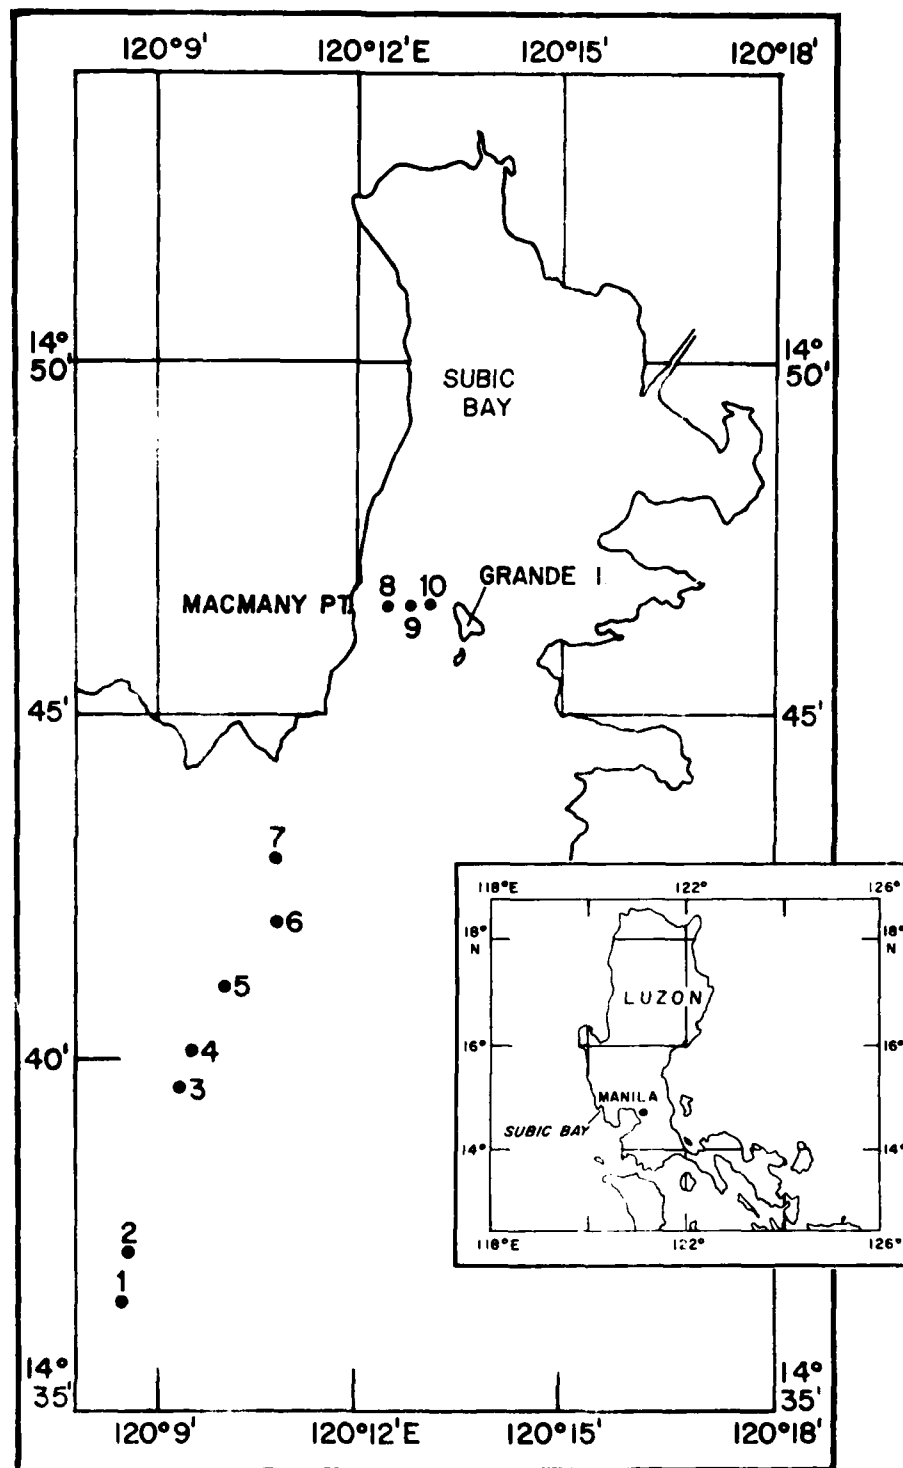 120°9' 120°12'E 120°15' 120°18'
14° 14°
50' 50'
SUBIC
BAY
GRANDE I.
8 10
MACMANY PT.
9
45' 45'
7
6
5
40' 4
3
2
1
14° 14°
35' 35'
120°9' 120°12'E 120°15' 120°18'
118°E 122° 126°
18° 18°
N N
LUZON
16° 16°
MANILA
SUBIC BAY
14° 14°
118°E 122° 126°